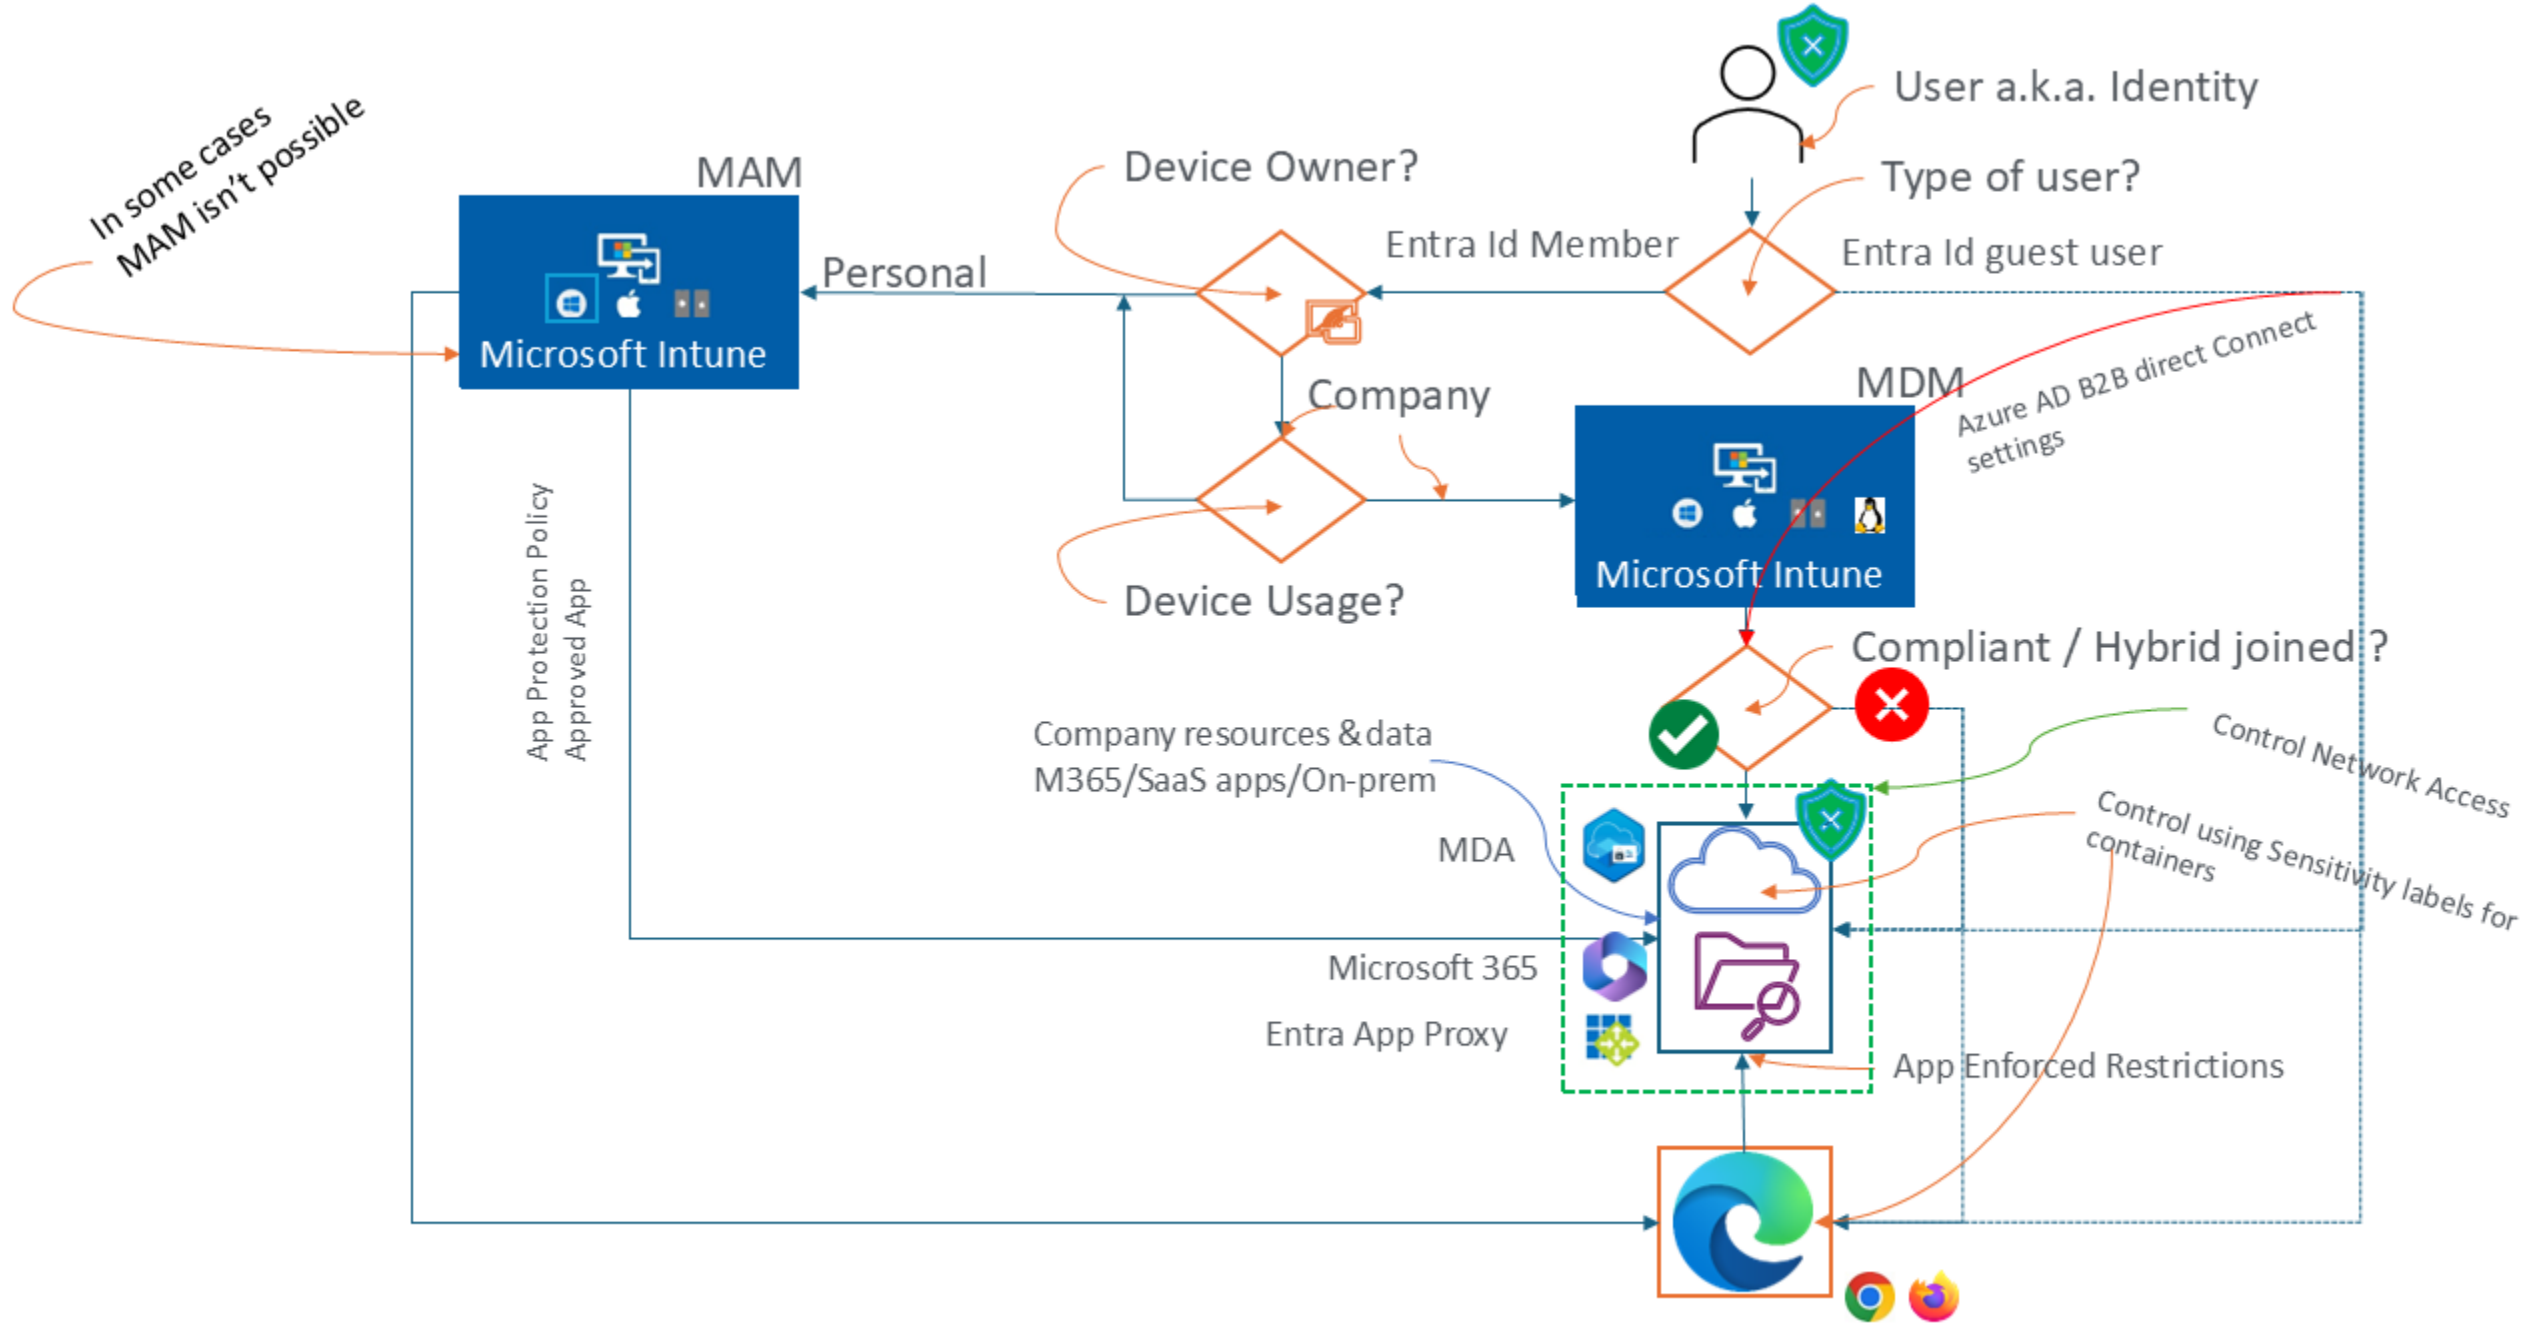 User a.k.a. Identity
In some cases
MAM isn't possible
Device Owner?
MAM
Type of user?
Entra Id Member
Entra Id guest user
Personal
Microsoft Intune
Azure AD B2B direct Connect
settings
Company
MDM
App Protection Policy
Approved App
Microsoft Intune
Device Usage?
Compliant / Hybrid joined ?
Company resources & data
M365/SaaS apps/On-prem
Control Network Access
Control using Sensitivity labels for
containers
MDA
Microsoft 365
Entra App Proxy
App Enforced Restrictions